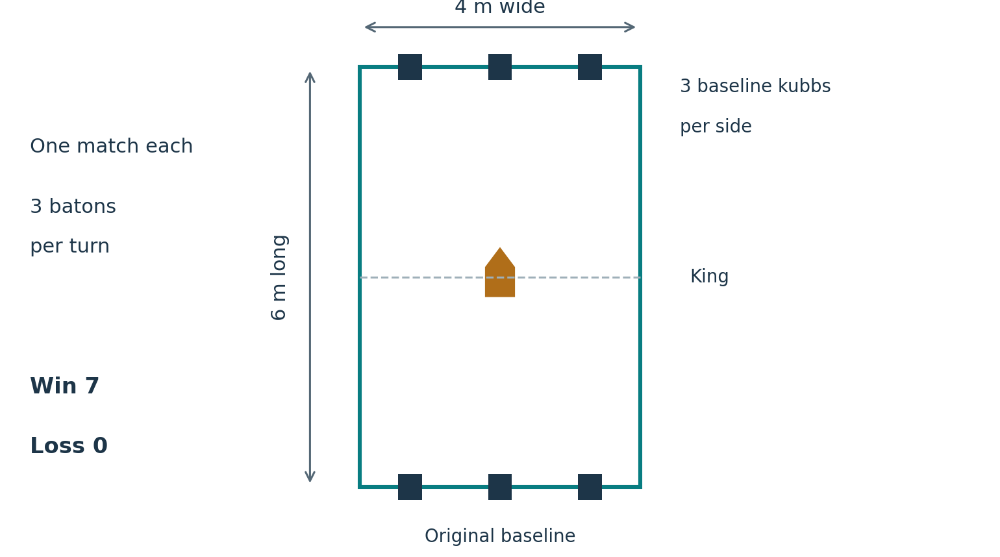 4 m wide
3 baseline kubbs
per side
One match each
3 batons
per turn
6 m long
King
Win 7
Loss 0
Original baseline